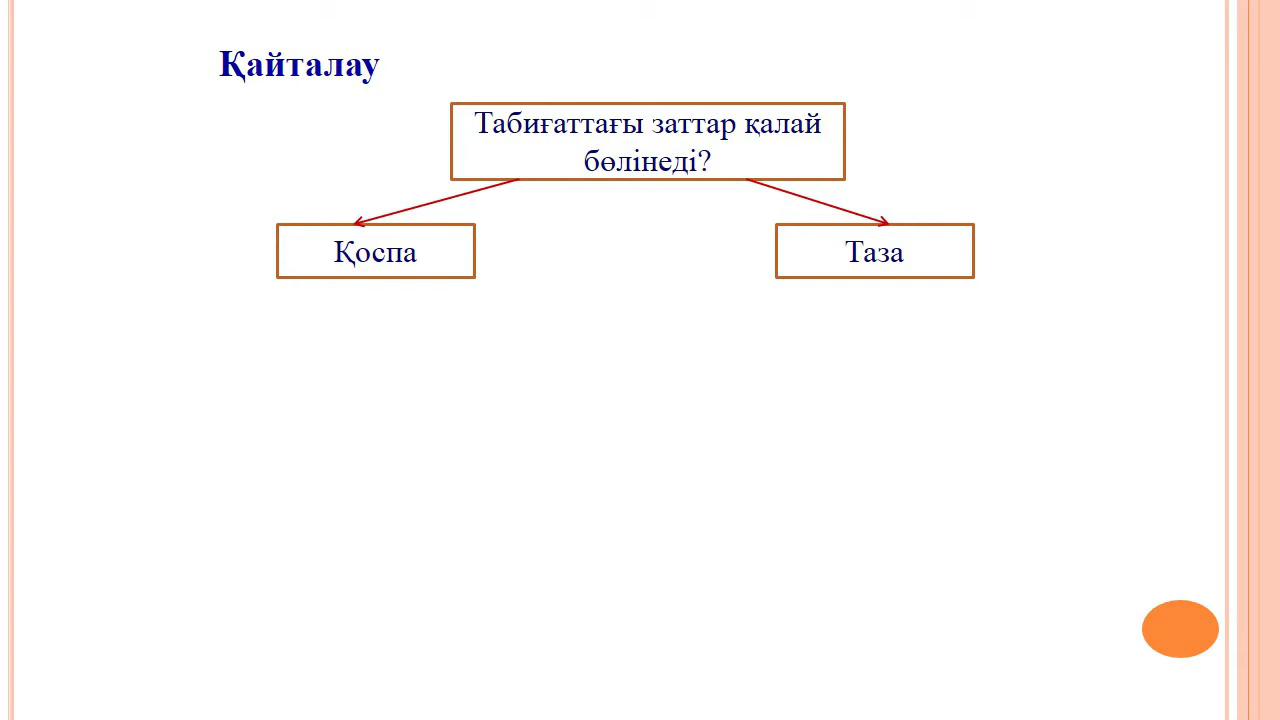 Қайталау
Табиғаттағы заттар қалай
бөлінеді?
Қоспа
Таза